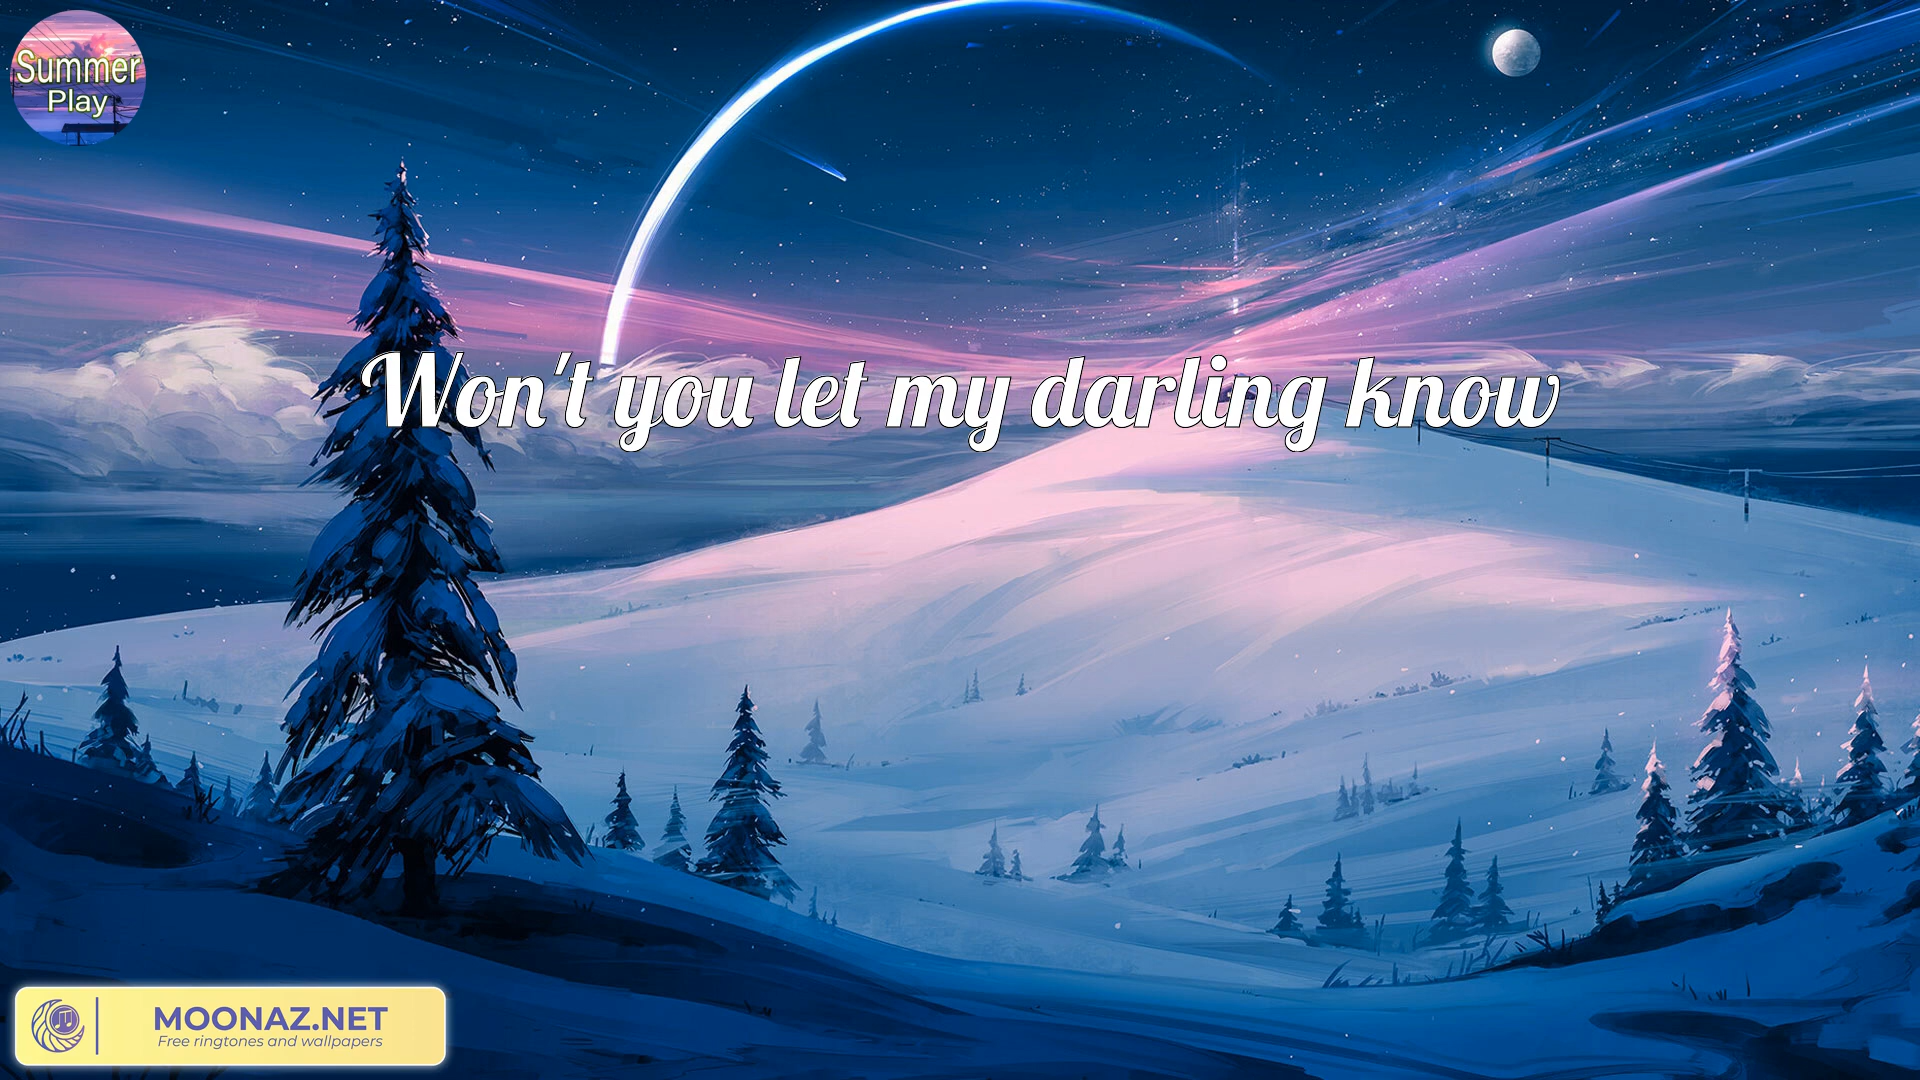 Summer
Play
Won't you let my darling know
MOONAZ.NET
Free ringtones and wallpapers